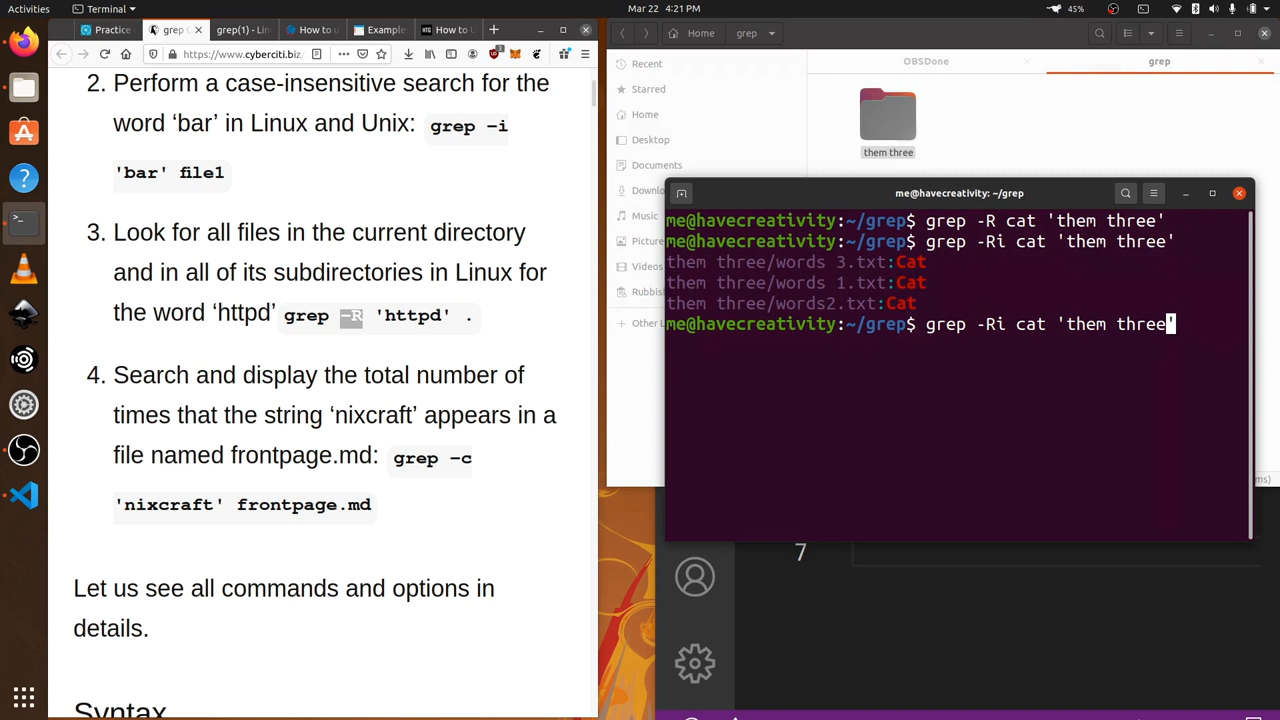 Activities
Terminal
Mar 22 4:21 PM
45%
Practice
grep C
grep(1) - Lin
How to u
Example
How to U
https://www.cyberciti.biz
2. Perform a case-insensitive search for the
word ‘bar’ in Linux and Unix: grep -i
'bar' file1
3. Look for all files in the current directory
and in all of its subdirectories in Linux for
the word ‘httpd’ grep -R 'httpd' .
4. Search and display the total number of
times that the string ‘nixcraft’ appears in a
file named frontpage.md: grep -c
'nixcraft' frontpage.md
Let us see all commands and options in
details.
Syntax
Home
grep
Recent
Starred
Home
Desktop
Documents
Downlo
Music
Picture
Videos
Rubbis
Other L
OBSDone
grep
them three
me@havecreativity: ~/grep
me@havecreativity:~/grep$ grep -R cat 'them three'
me@havecreativity:~/grep$ grep -Ri cat 'them three'
them three/words 3.txt:Cat
them three/words 1.txt:Cat
them three/words2.txt:Cat
me@havecreativity:~/grep$ grep -Ri cat 'them three'
ms)
7